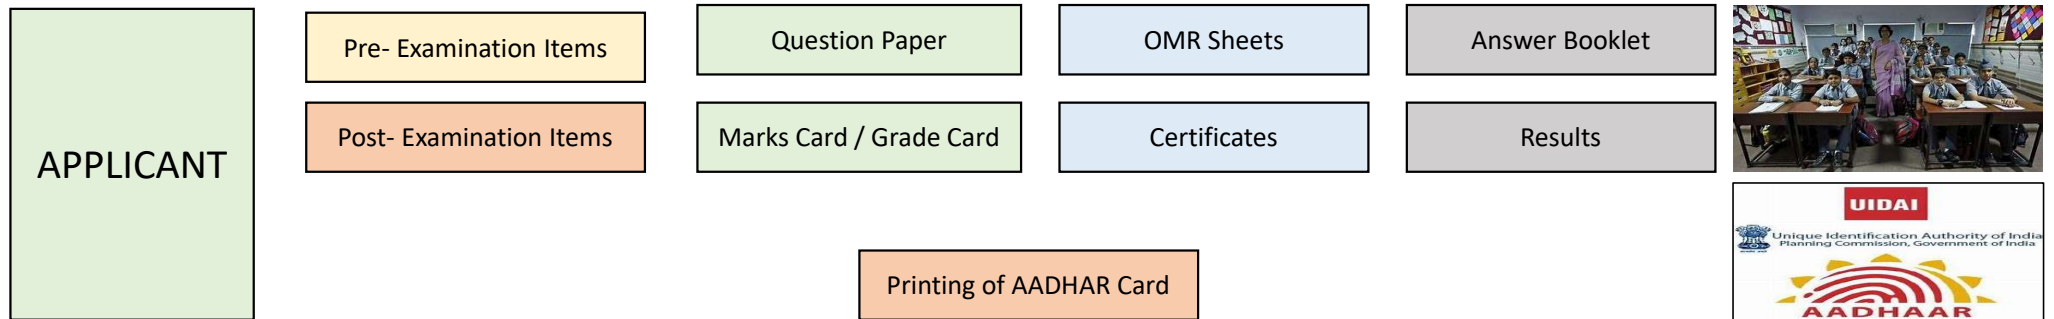 APPLICANT
Pre- Examination Items
Question Paper
OMR Sheets
Answer Booklet
Post- Examination Items
Marks Card / Grade Card
Certificates
Results
Printing of AADHAR Card
UIDAI
Unique Identification Authority of India
Planning Commission, Government of India
AADHAAR